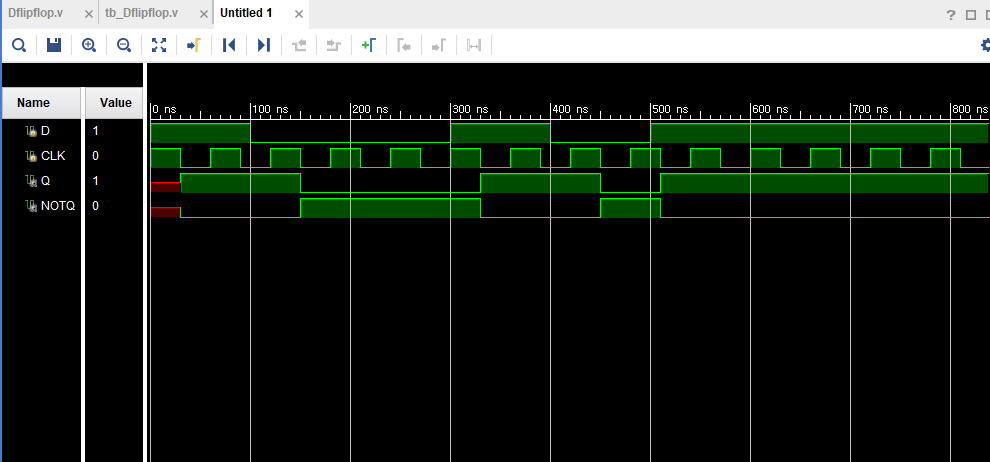 Dflipflop.v × tb_Dflipflop.v × Untitled 1 × ?
Name Value 0 ns 100 ns 200 ns 300 ns 400 ns 500 ns 600 ns 700 ns 800 ns
D 1
CLK 0
Q 1
NOTQ 0